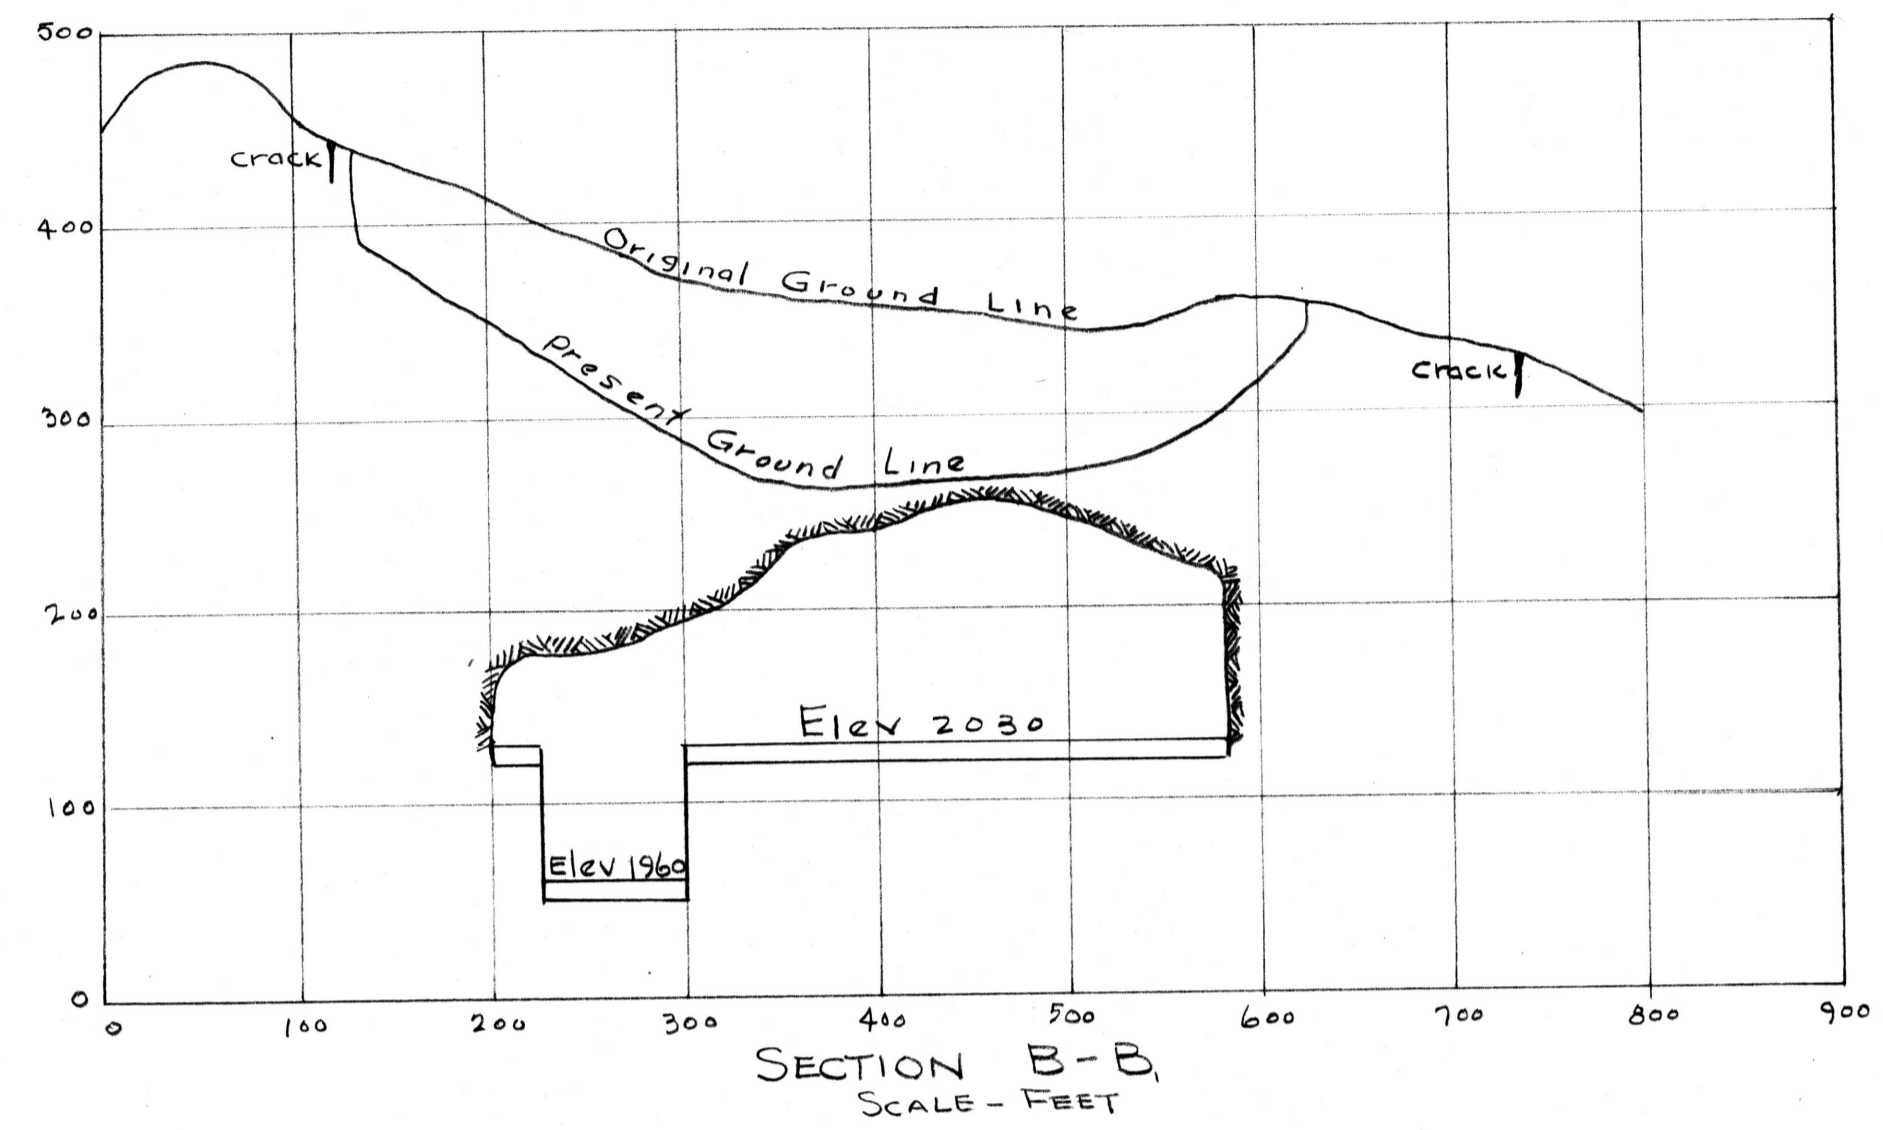 500
400
300
200
100
0
crack
Original Ground Line
crack
Present Ground Line
Elev 2030
Elev 1960
0 100 200 300 400 500 600 700 800 900
SECTION B-B,
SCALE - FEET